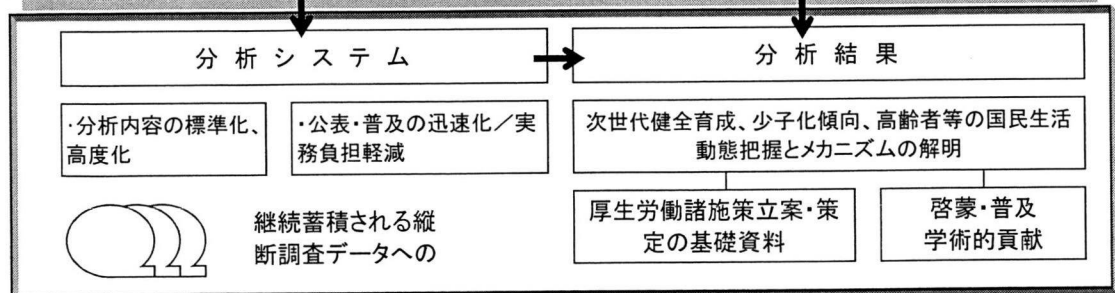 分析システム
分析結果
・分析内容の標準化、
高度化
・公表・普及の迅速化／実
務負担軽減
次世代健全育成、少子化傾向、高齢者等の国民生活
動態把握とメカニズムの解明
継続蓄積される縦
断調査データへの
厚生労働諸施策立案・策
定の基礎資料
啓蒙・普及
学術的貢献